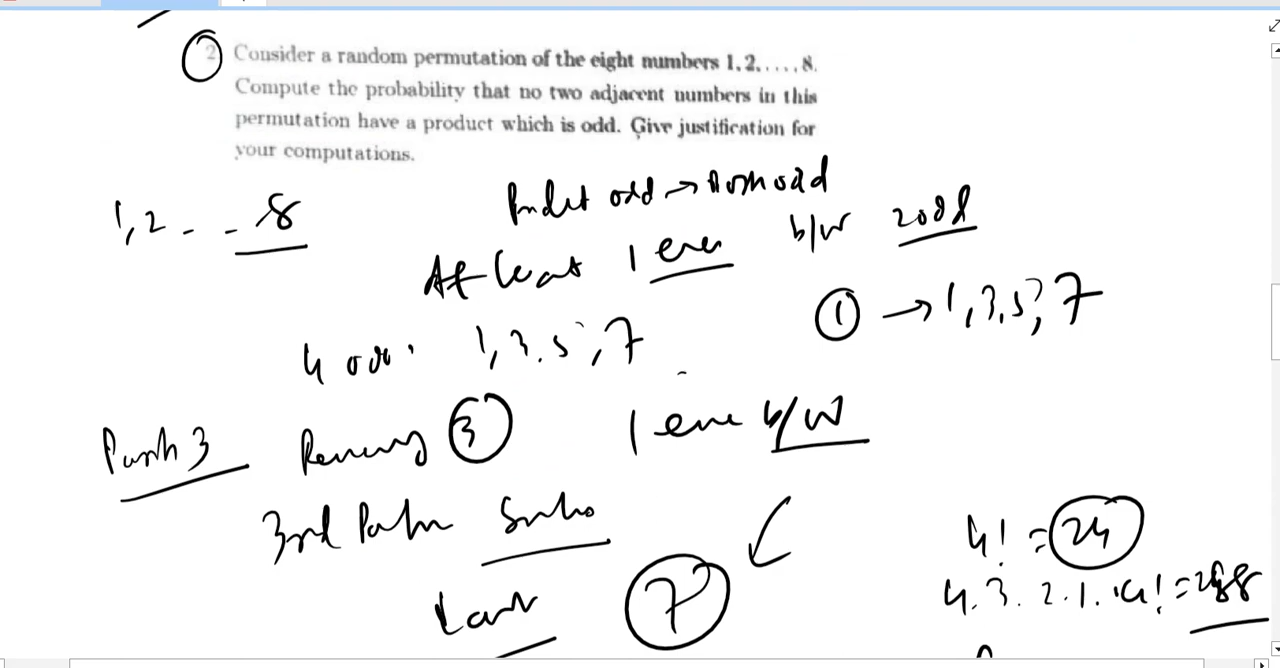 2 Consider a random permutation of the eight numbers 1, 2, . . . , 8.
Compute the probability that no two adjacent numbers in this
permutation have a product which is odd. Give justification for
your computations.
1, 2 - - 8
odd →
b/w 2 odd
At least 1 even
① → 1, 3, 5, 7
4 odd. 1, 3, 5, 7
1 even b/w
3
3rd
4! = 24
4. 3. 2. 1. 4! = 288
Last 7